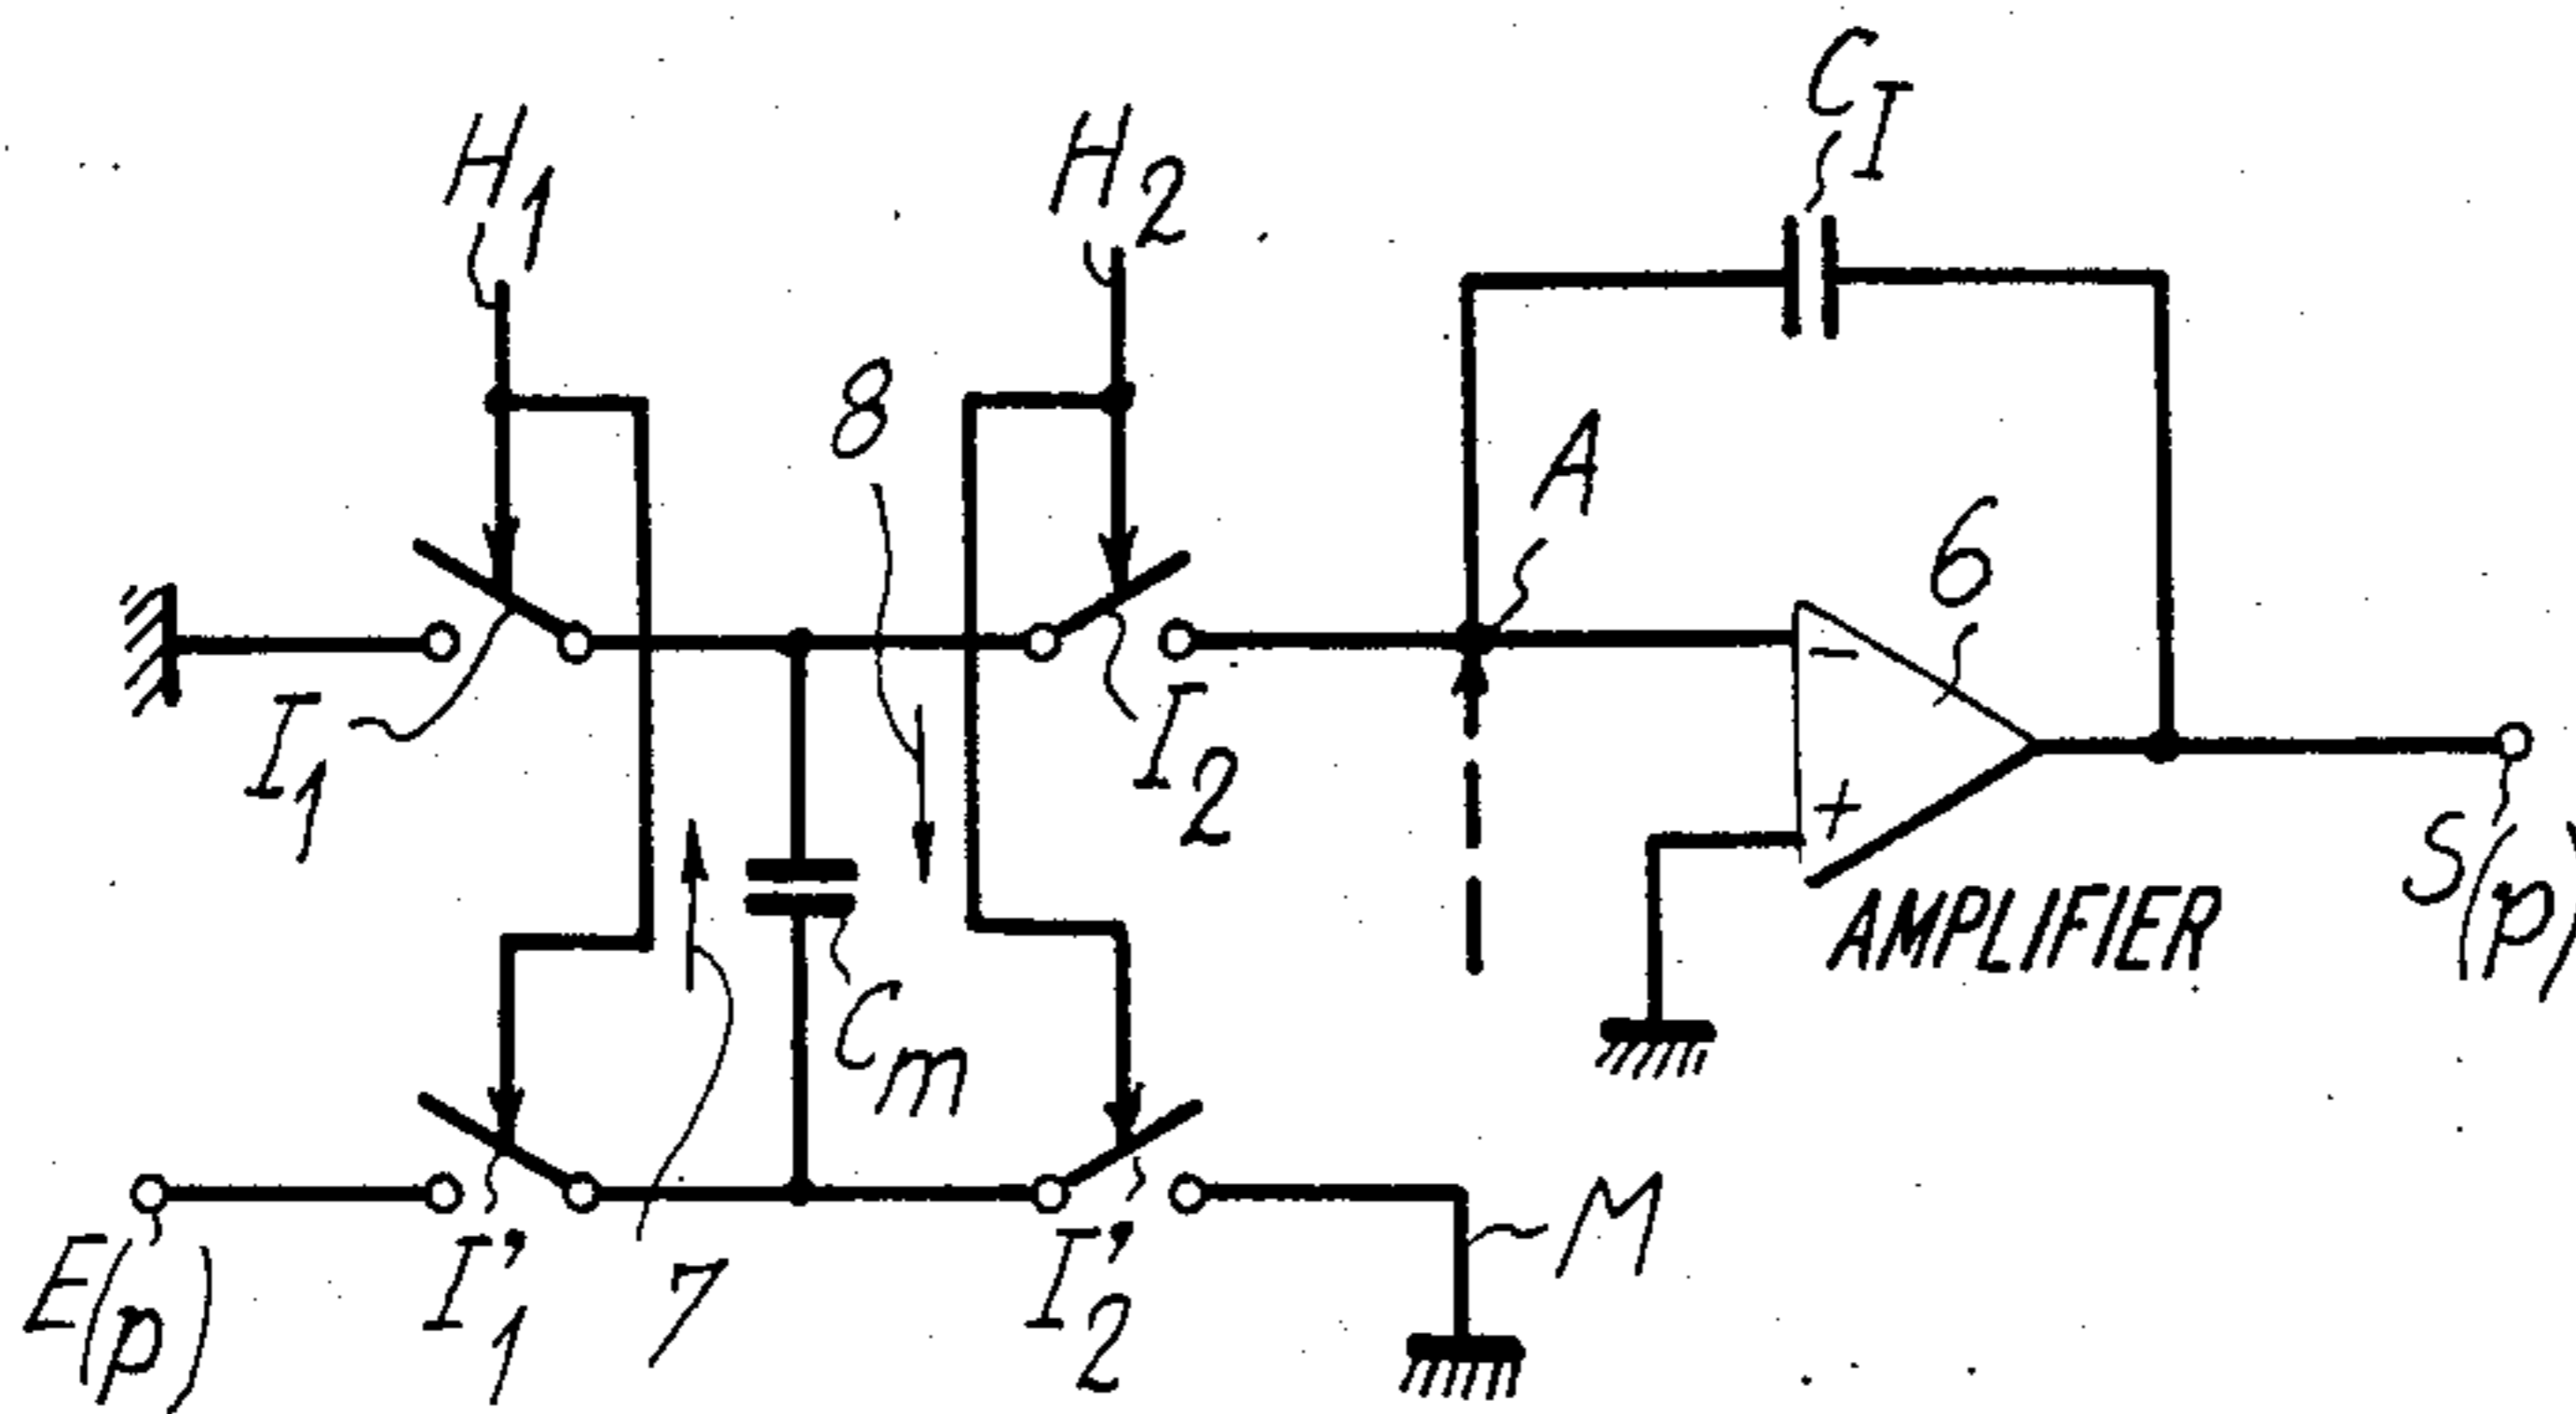 C_I
H_1
H_2
8
A
6
I_1
I_2
-
+
S(p)
AMPLIFIER
C_m
E(p)
I'_1
7
I'_2
M